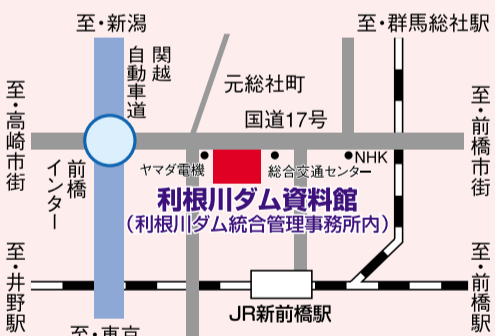 至・新潟
至・群馬総社駅
関越
自動車道
元総社町
国道17号
至・高崎市街
至・前橋市街
前橋
インター
ヤマダ電機
総合交通センター
NHK
利根川ダム資料館
（利根川ダム統合管理事務所内）
至・井野駅
至・前橋駅
JR新前橋駅
至・東京